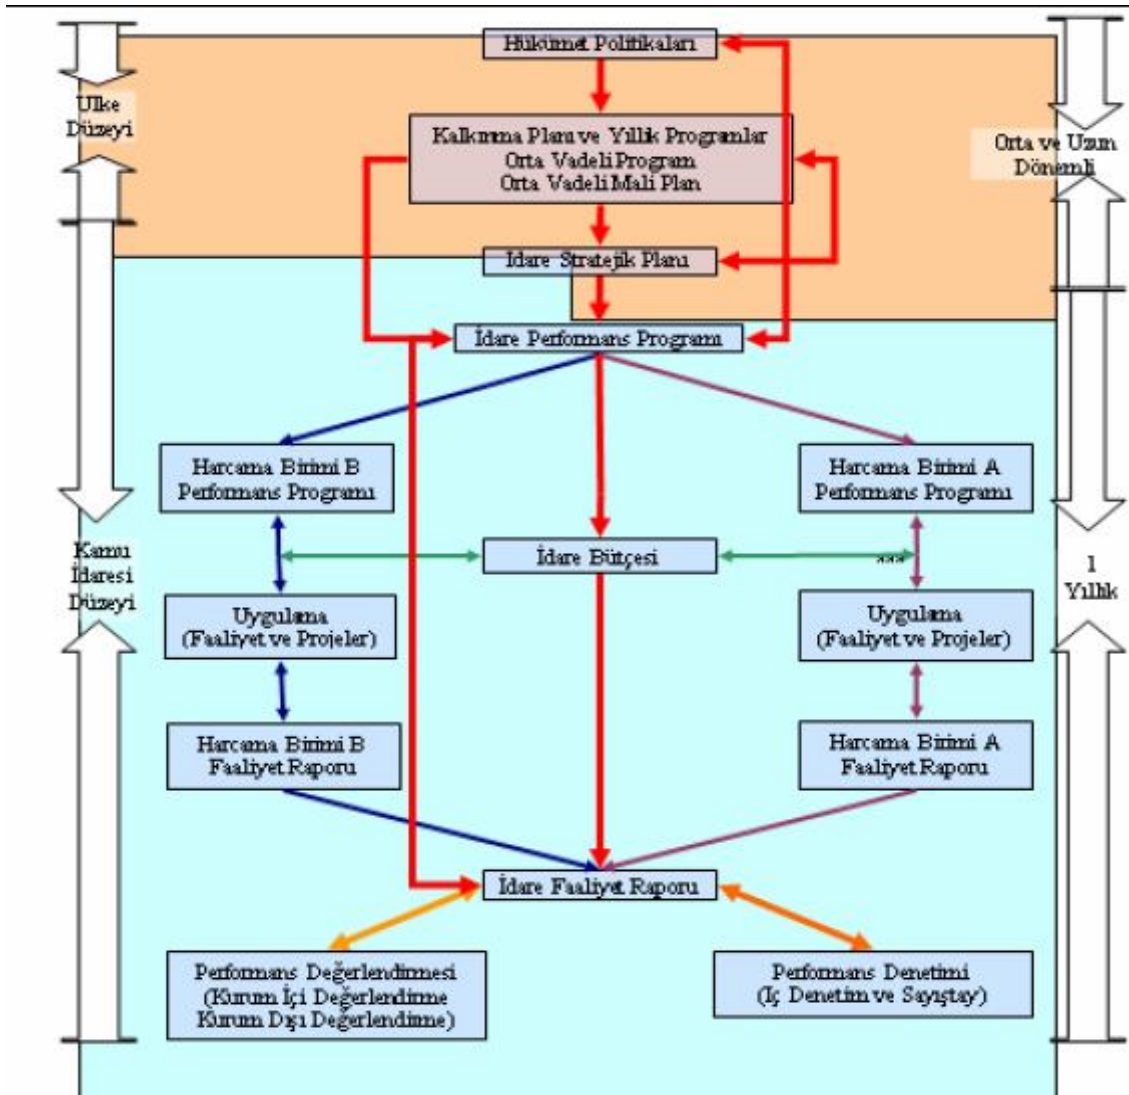 Hükümet Politikaları
Ülke
Düzeyi
Kalkınma Planı ve Yıllık Programlar
Orta Vadeli Program
Orta Vadeli Mali Plan
Orta ve Uzun
Dönemli
İdare Stratejik Planı
İdare Performans Programı
Harcama Birimi B
Performans Programı
Harcama Birimi A
Performans Programı
Kamu
İdaresi
Düzeyi
İdare Bütçesi
1
Yıllık
Uygulama
(Faaliyet ve Projeler)
Uygulama
(Faaliyet ve Projeler)
Harcama Birimi B
Faaliyet Raporu
Harcama Birimi A
Faaliyet Raporu
İdare Faaliyet Raporu
Performans Değerlendirmesi
(Kurum İçi Değerlendirme
Kurum Dışı Değerlendirme)
Performans Denetimi
(İç Denetim ve Sayıştay)